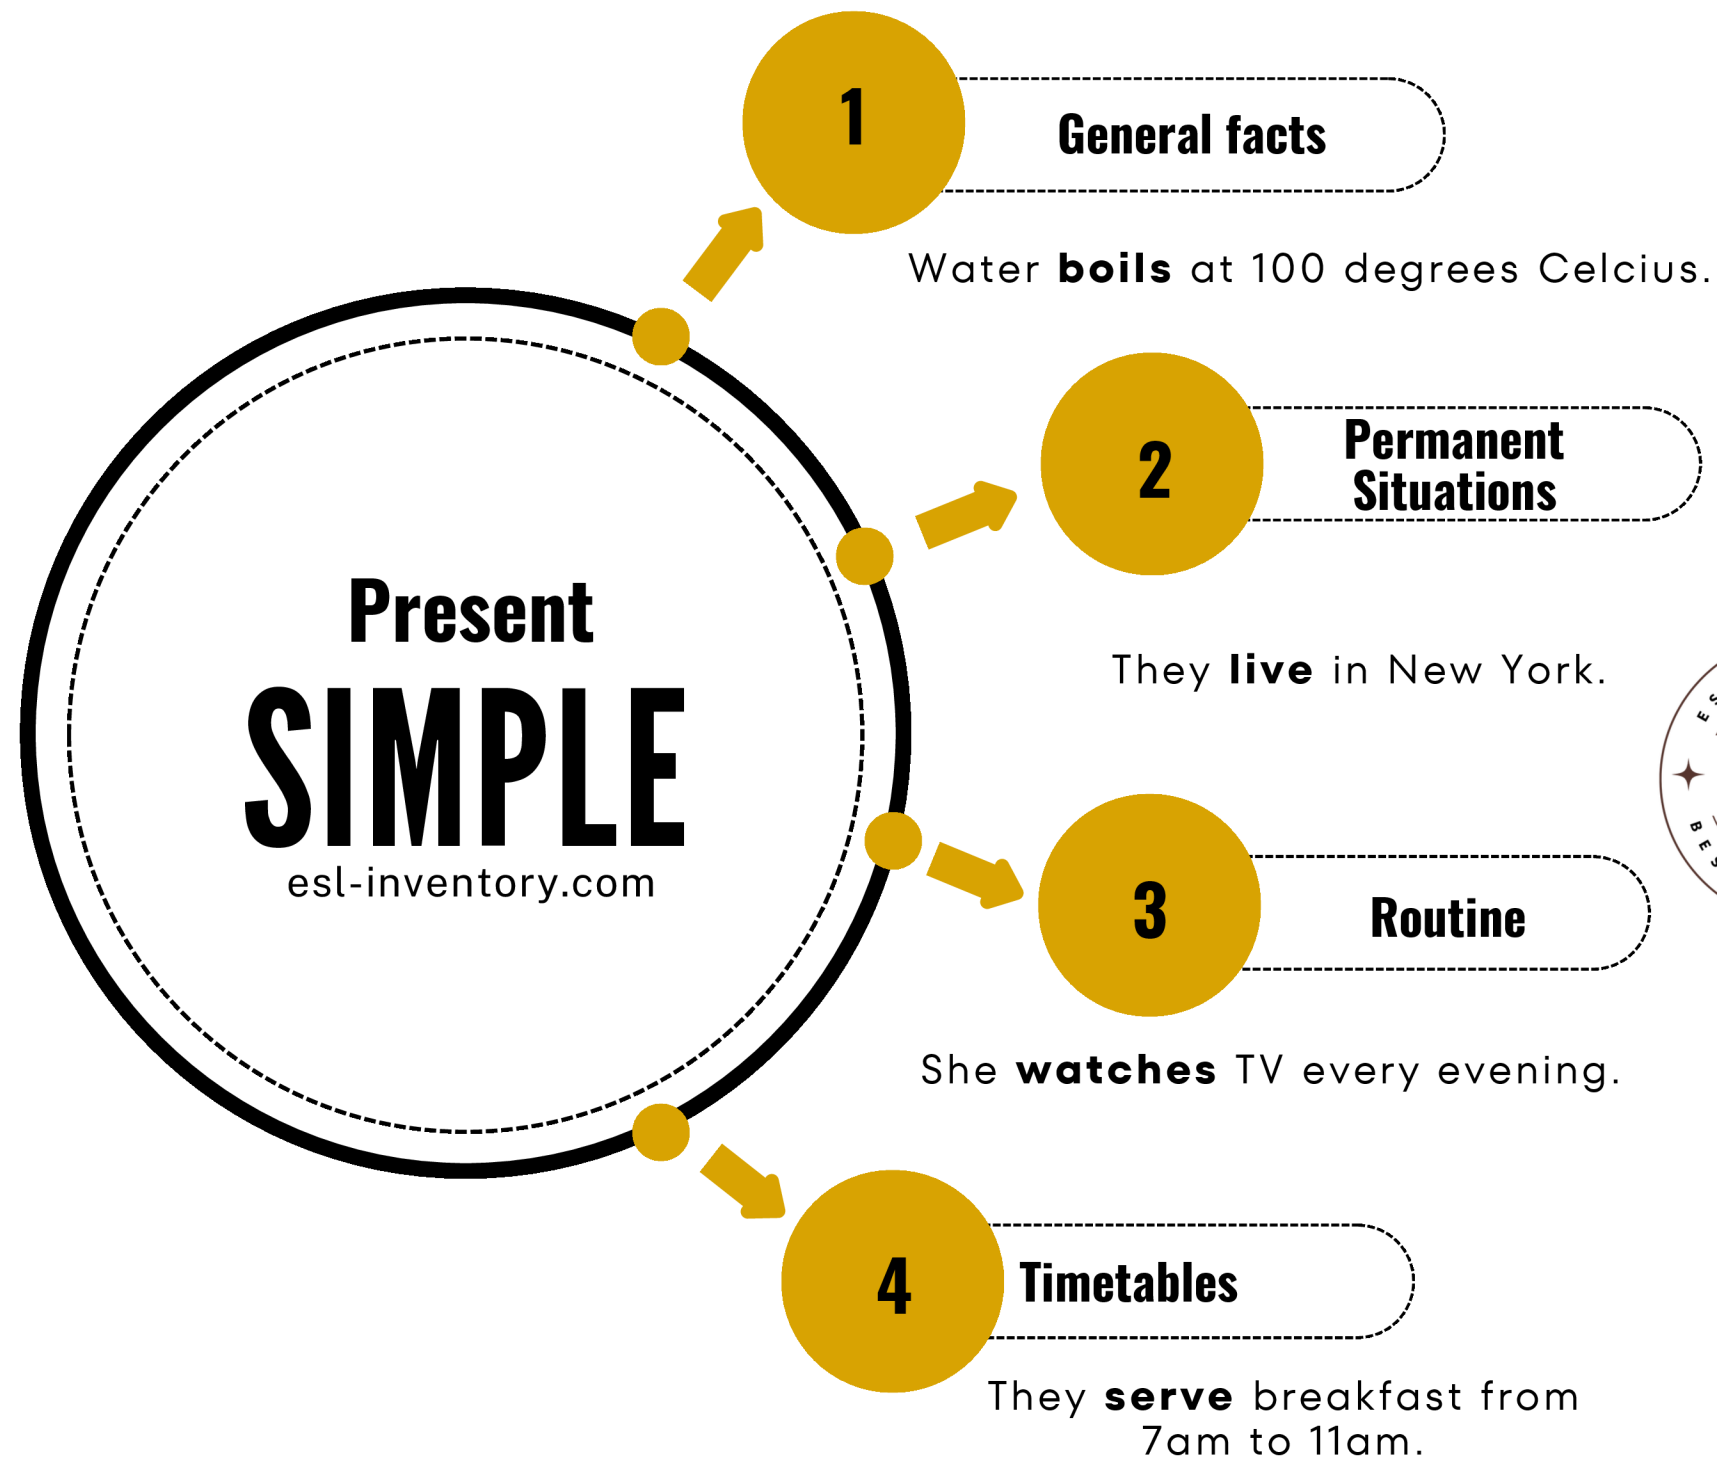 1
General facts
Water boils at 100 degrees Celcius.
2
Permanent
Situations
They live in New York.
Present
SIMPLE
esl-inventory.com
3
Routine
She watches TV every evening.
4
Timetables
They serve breakfast from
7am to 11am.